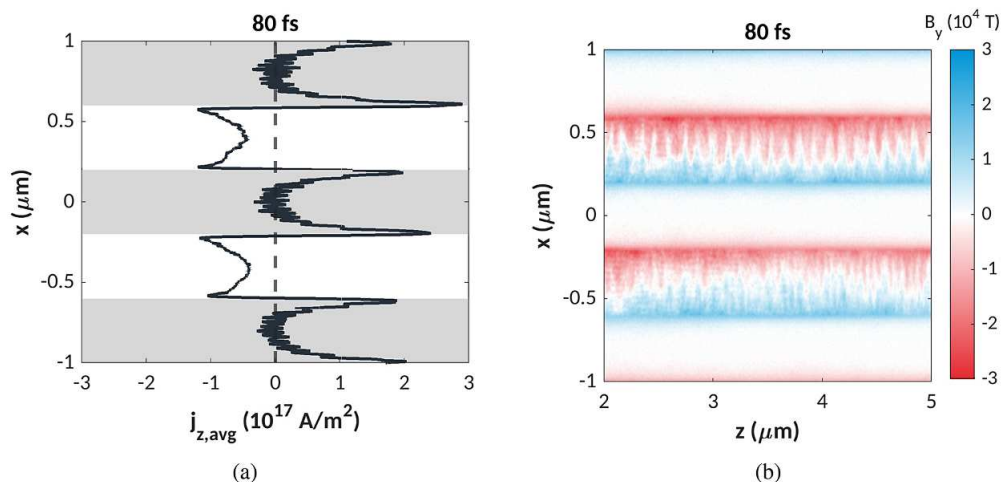 80 fs
x (μm)
1
0.5
0
-0.5
-1
-3 -2 -1 0 1 2 3
j_z,avg (10^17 A/m^2)
(a)
80 fs
x (μm)
1
0.5
0
-0.5
-1
2 3 4 5
z (μm)
B_y (10^4 T)
3
2
1
0
-1
-2
-3
(b)